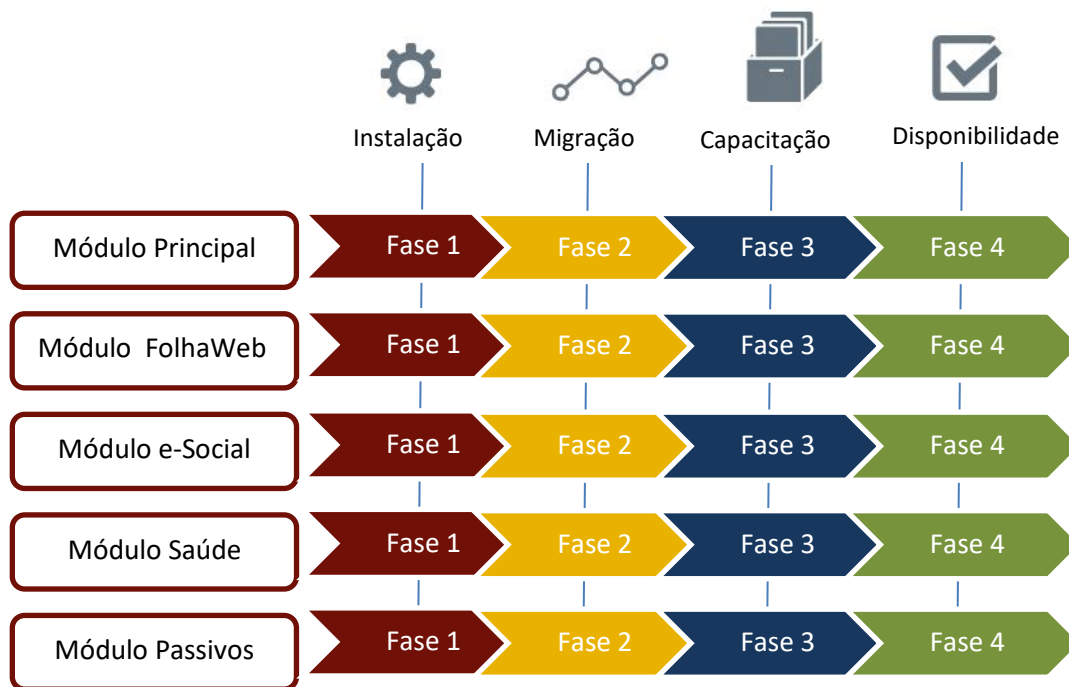 Instalação
Migração
Capacitação
Disponibilidade
Módulo Principal
Fase 1
Fase 2
Fase 3
Fase 4
Módulo FolhaWeb
Fase 1
Fase 2
Fase 3
Fase 4
Módulo e-Social
Fase 1
Fase 2
Fase 3
Fase 4
Módulo Saúde
Fase 1
Fase 2
Fase 3
Fase 4
Módulo Passivos
Fase 1
Fase 2
Fase 3
Fase 4